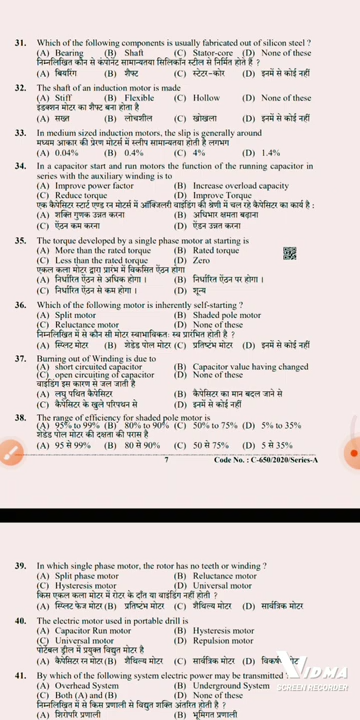 31. Which of the following components is usually fabricated out of silicon steel ?
(A) Bearing (B) Shaft (C) Stator-core (D) None of these
निम्नलिखित कौन से कंपोनेंट सामान्यतया सिलिकॉन स्टील से निर्मित होते हैं ?
(A) बियरिंग (B) शैफ्ट (C) स्टेटर-कोर (D) इनमें से कोई नहीं
32. The shaft of an induction motor is made
(A) Stiff (B) Flexible (C) Hollow (D) None of these
इंडक्शन मोटर का शैफ्ट बना होता है
(A) सख्त (B) लोचशील (C) खोखला (D) इनमें से कोई नहीं
33. In medium sized induction motors, the slip is generally around
मध्यम आकार की प्रेरण मोटर्स में स्लीप सामान्यतया होती है लगभग
(A) 0.04% (B) 0.4% (C) 4% (D) 1.4%
34. In a capacitor start and run motors the function of the running capacitor in
series with the auxiliary winding is to
(A) Improve power factor (B) Increase overload capacity
(C) Reduce torque (D) Improve Torque
एक कैपेसिटर स्टार्ट एण्ड रन मोटर्स में ऑक्जिलरी वाइंडिंग की श्रेणी में चल रहे कैपेसिटर का कार्य है :
(A) शक्ति गुणक उन्नत करना (B) अधिभार क्षमता बढ़ाना
(C) ऐंठन कम करना (D) ऐंठन उन्नत करना
35. The torque developed by a single phase motor at starting is
(A) More than the rated torque (B) Rated torque
(C) Less than the rated torque (D) Zero
एकल कला मोटर द्वारा प्रारंभ में विकसित ऐंठन होगा
(A) निर्धारित ऐंठन से अधिक होगा । (B) निर्धारित ऐंठन पर होगा ।
(C) निर्धारित ऐंठन से कम होगा । (D) शून्य
36. Which of the following motor is inherently self-starting ?
(A) Split motor (B) Shaded pole motor
(C) Reluctance motor (D) None of these
निम्नलिखित में से कौन सी मोटर स्वाभाविकतः स्व प्रारंभित होती है ?
(A) स्प्लिट मोटर (B) शेडेड पोल मोटर (C) प्रतिष्टंभ मोटर (D) इनमें से कोई नहीं
37. Burning out of Winding is due to
(A) short circuited capacitor (B) Capacitor value having changed
(C) open circuiting of capacitor (D) None of these
वाइंडिंग इस कारण से जल जाती है
(A) लघु पथित कैपेसिटर (B) कैपेसिटर का मान बदल जाने से
(C) कैपेसिटर के खुले परिपथन से (D) इनमें से कोई नहीं
38. The range of efficiency for shaded pole motor is
(A) 95% to 99% (B) 80% to 90% (C) 50% to 75% (D) 5% to 35%
शेडेड पोल मोटर की दक्षता की परास है
(A) 95 से 99% (B) 80 से 90% (C) 50 से 75% (D) 5 से 35%
7 Code No. : C-650/2020/Series-A
39. In which single phase motor, the rotor has no teeth or winding ?
(A) Split phase motor (B) Reluctance motor
(C) Hysteresis motor (D) Universal motor
किस एकल कला मोटर में रोटर के दाँत या वाइंडिंग नहीं होती ?
(A) स्प्लिट फेज मोटर (B) प्रतिष्टंभ मोटर (C) शैथिल्य मोटर (D) सार्वत्रिक मोटर
40. The electric motor used in portable drill is
(A) Capacitor Run motor (B) Hysteresis motor
(C) Universal motor (D) Repulsion motor
पोर्टेबल ड्रील में प्रयुक्त विद्युत मोटर है
(A) कैपेसिटर रन मोटर (B) शैथिल्य मोटर (C) सार्वत्रिक मोटर (D)
41. By which of the following system electric power may be transmitted
(A) Overhead System (B) Underground System
(C) Both (A) and (B) (D) None of these
निम्नलिखित में से किस प्रणाली से विद्युत शक्ति अंतरित होती है ?
(A) शिरोपरि प्रणाली (B) भूमिगत प्रणाली
VIDMA
SCREEN RECORDER